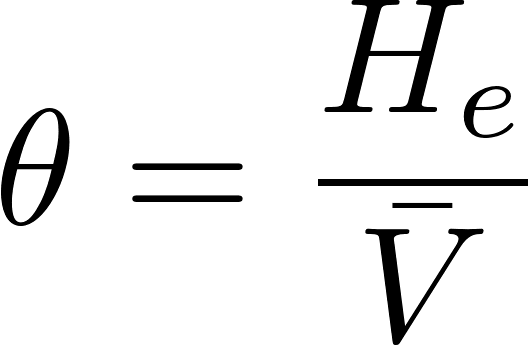 θ = H_e / V̄